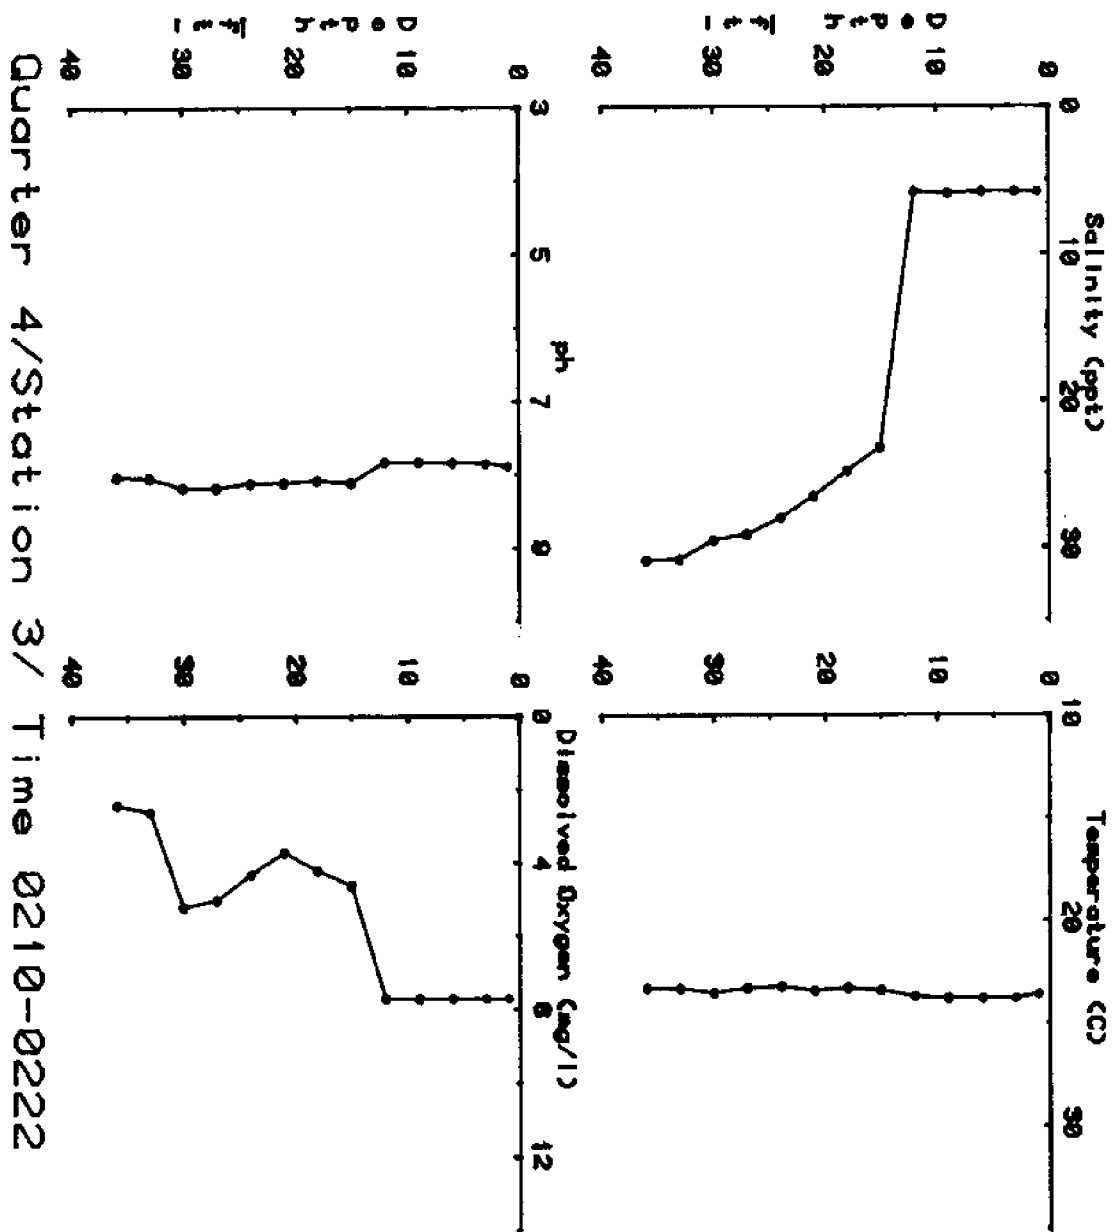 Salinity (ppt)
0 10 20 30
0
10
20
30
40
Depth
Ft
Temperature (C)
10 20 30
0
10
20
30
40
ph
3 5 7 9
0
10
20
30
40
Depth
Ft
Dissolved Oxygen (mg/l)
0 4 8 12
0
10
20
30
40
Quarter 4/Station 3/ Time 0210-0222